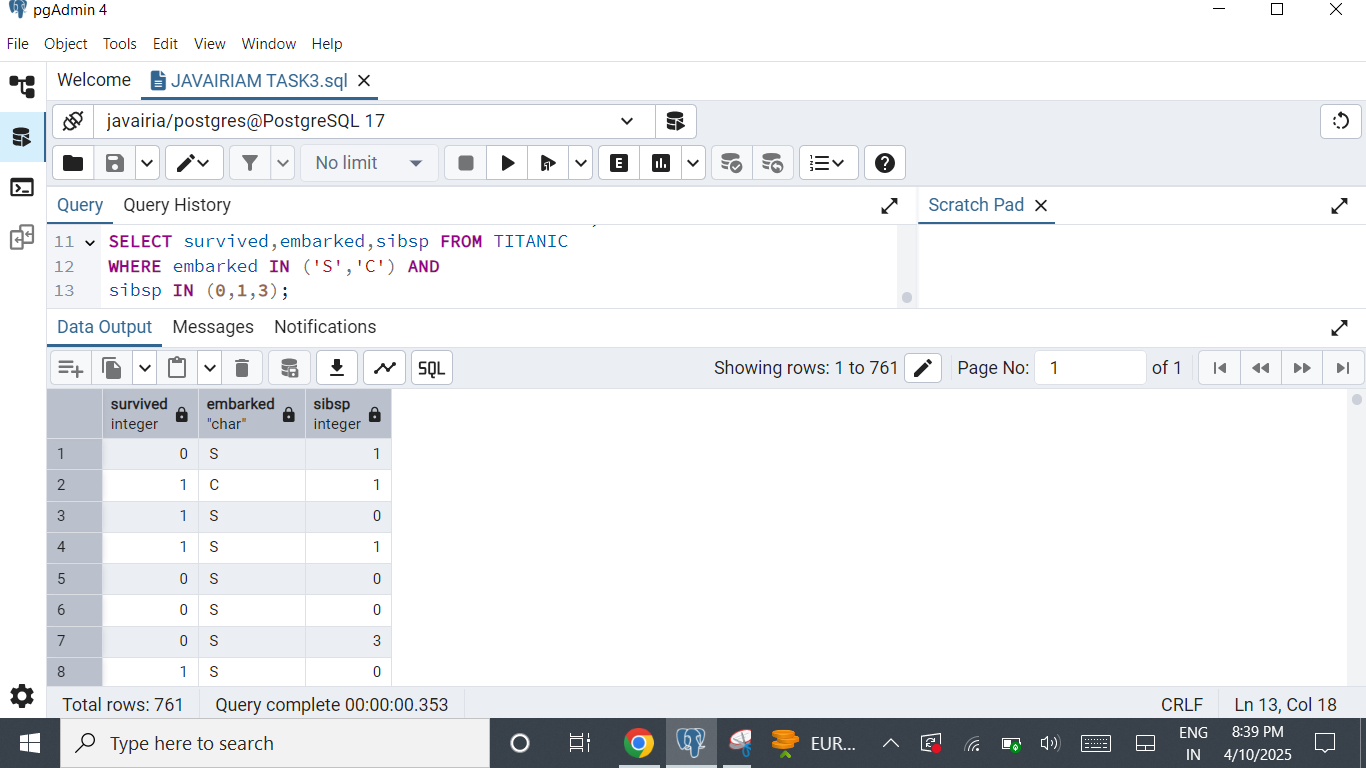 pgAdmin 4
File Object Tools Edit View Window Help
Welcome JAVAIRIAM TASK3.sql
javairia/postgres@PostgreSQL 17
No limit E
Query Query History Scratch Pad
11 SELECT survived,embarked,sibsp FROM TITANIC
12 WHERE embarked IN ('S','C') AND
13 sibsp IN (0,1,3);
Data Output Messages Notifications
SQL Showing rows: 1 to 761 Page No: 1 of 1
survived embarked sibsp
integer "char" integer
1 0 S 1
2 1 C 1
3 1 S 0
4 1 S 1
5 0 S 0
6 0 S 0
7 0 S 3
8 1 S 0
Total rows: 761 Query complete 00:00:00.353 CRLF Ln 13, Col 18
Type here to search EUR... ENG 8:39 PM
IN 4/10/2025